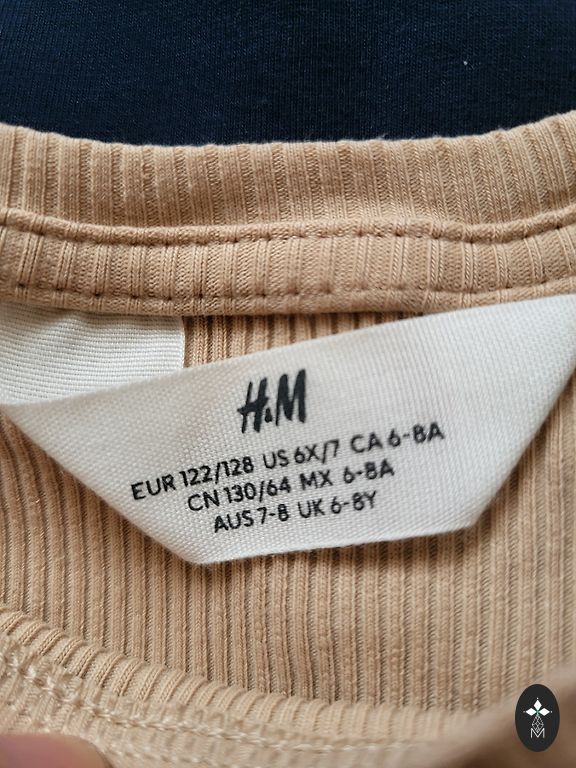 H&M
EUR 122/128 US 6X/7 CA 6-8A
CN 130/64 MX 6-8A
AUS 7-8 UK 6-8Y
M